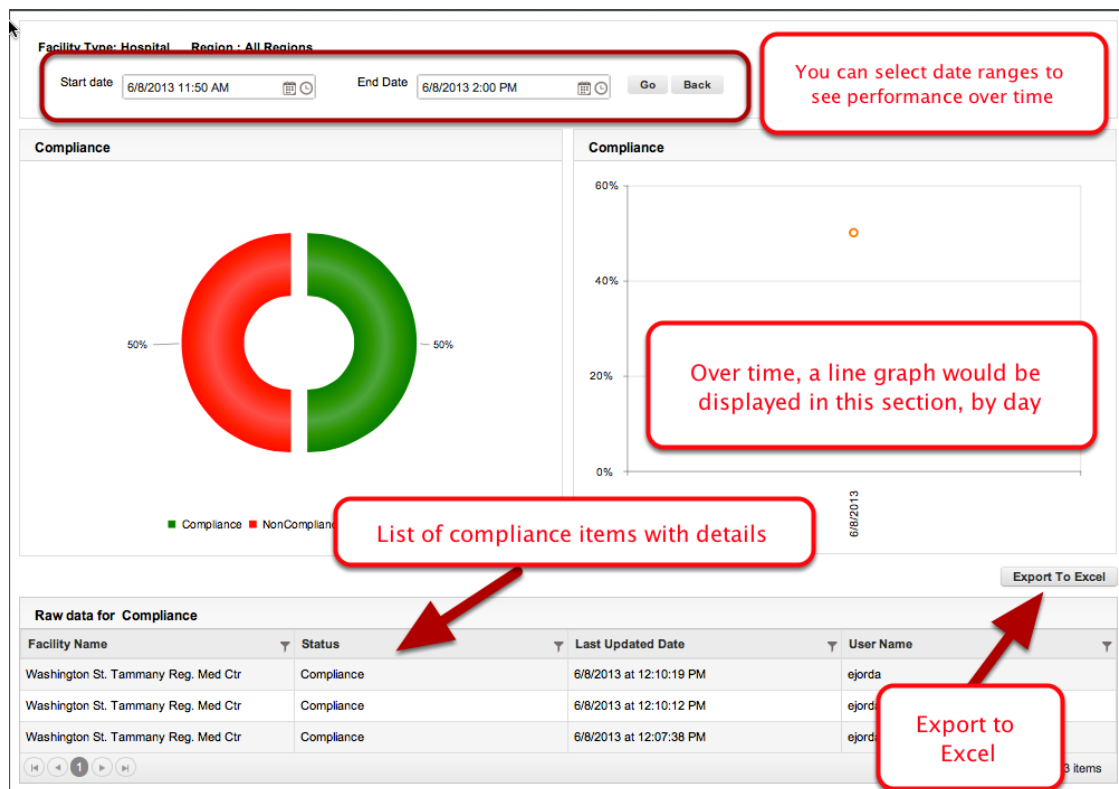 Facility Type: Hospital Region : All Regions
Start date 6/8/2013 11:50 AM End Date 6/8/2013 2:00 PM Go Back
You can select date ranges to
see performance over time
Compliance
50%
50%
Compliance
60%
40%
20%
0%
6/8/2013
Over time, a line graph would be
displayed in this section, by day
Compliance
List of compliance items with details
Export To Excel
Raw data for Compliance
Facility Name Status Last Updated Date User Name
Washington St. Tammany Reg. Med Ctr Compliance 6/8/2013 at 12:10:19 PM ejorda
Washington St. Tammany Reg. Med Ctr Compliance 6/8/2013 at 12:10:12 PM
Washington St. Tammany Reg. Med Ctr Compliance 6/8/2013 at 12:07:38 PM
Export to
Excel
1
3 items